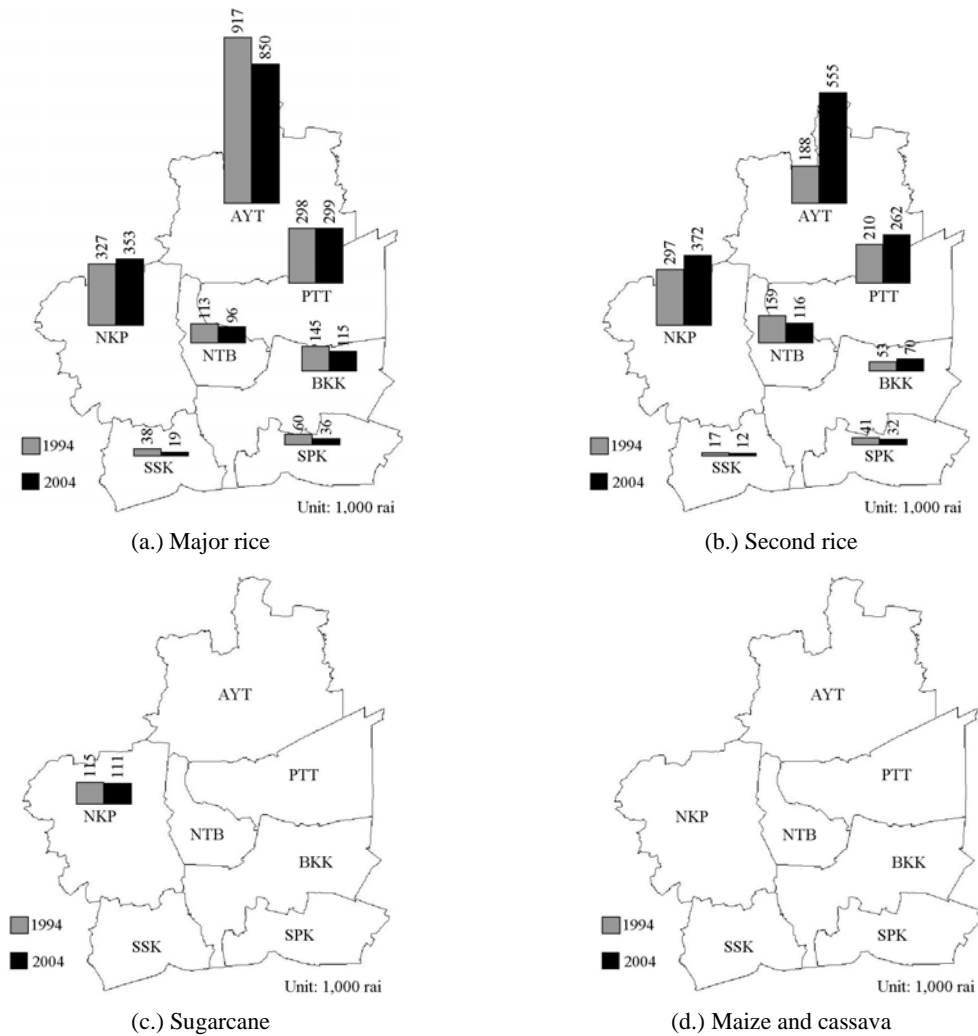 917
850
AYT
298
299
PTT
327
353
NKP
113
96
NTB
145
115
BKK
38
19
SSK
60
36
SPK
1994
2004
Unit: 1,000 rai
(a.) Major rice
188
555
AYT
210
262
PTT
297
372
NKP
159
116
NTB
53
70
BKK
17
12
SSK
41
32
SPK
1994
2004
Unit: 1,000 rai
(b.) Second rice
AYT
PTT
115
111
NKP
NTB
BKK
1994
2004
SSK
SPK
Unit: 1,000 rai
(c.) Sugarcane
AYT
PTT
NKP
NTB
BKK
1994
2004
SSK
SPK
Unit: 1,000 rai
(d.) Maize and cassava